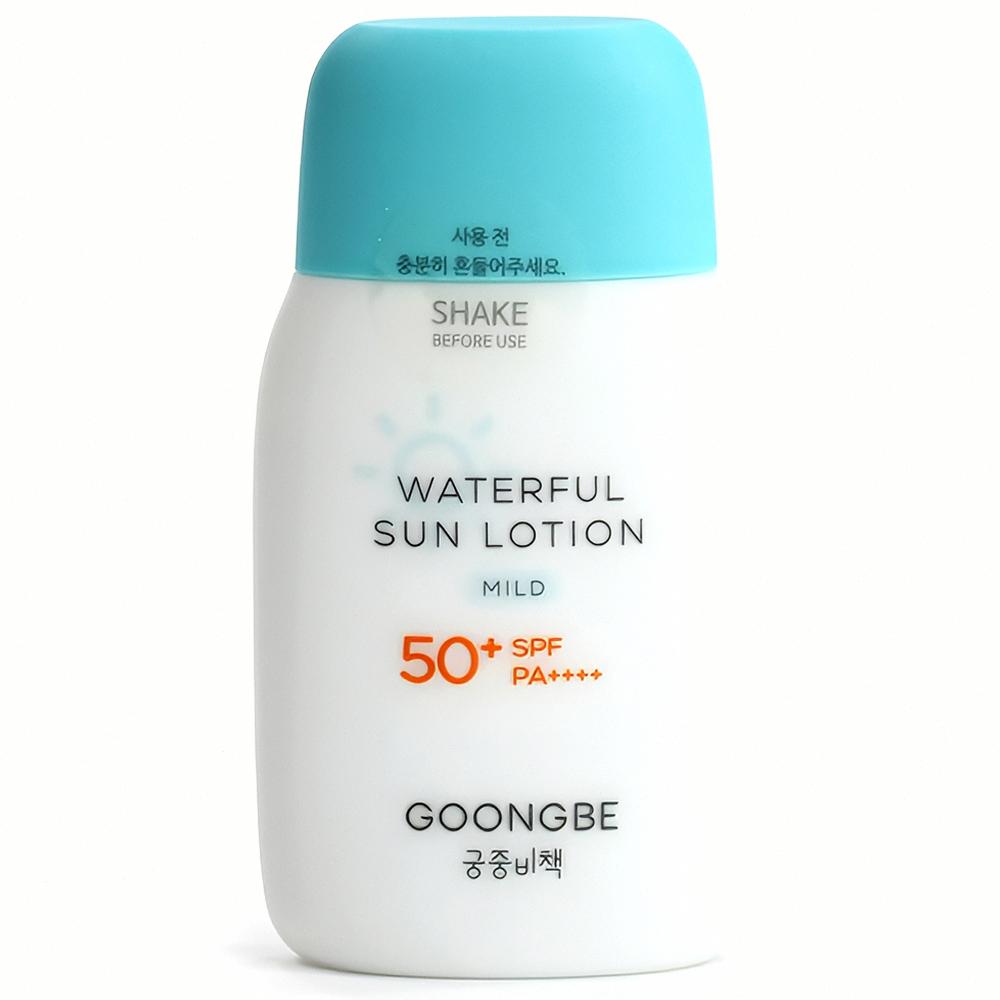 사용 전
충분히 흔들어주세요.
SHAKE
BEFORE USE
WATERFUL
SUN LOTION
MILD
50+ SPF
PA++++
GOONGBE
궁중비책